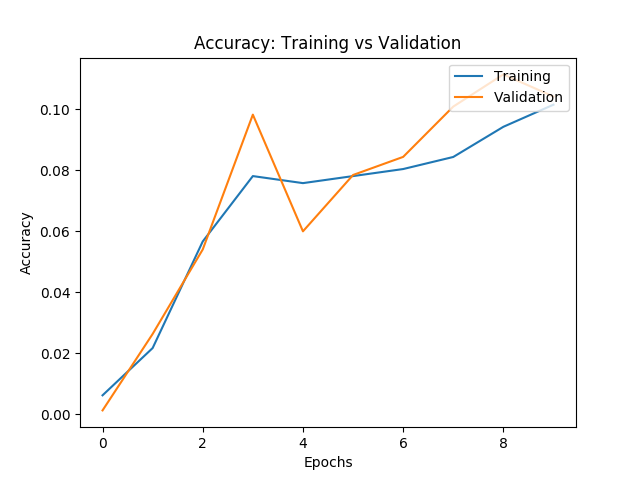 Accuracy: Training vs Validation
Training
Validation
0.10
0.08
0.06
0.04
0.02
0.00
Accuracy
0 2 4 6 8
Epochs